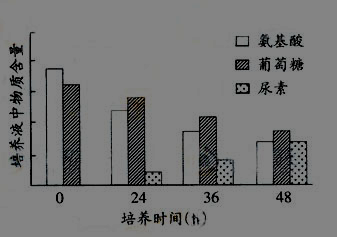 培养液中物质含量
氨基酸
葡萄糖
尿素
0 24 36 48
培养时间(h)